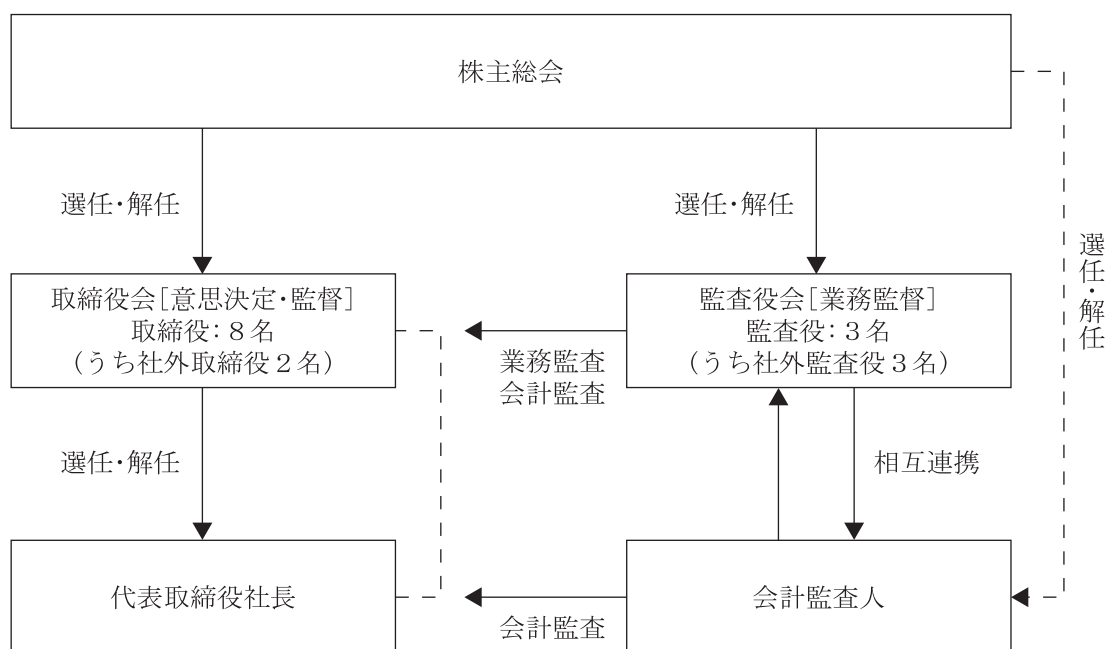 株主総会
選任・解任
選任・解任
選任・解任
取締役会[意思決定・監督]
取締役：8名
（うち社外取締役2名）
監査役会[業務監督]
監査役：3名
（うち社外監査役3名）
業務監査
会計監査
選任・解任
相互連携
代表取締役社長
会計監査人
会計監査